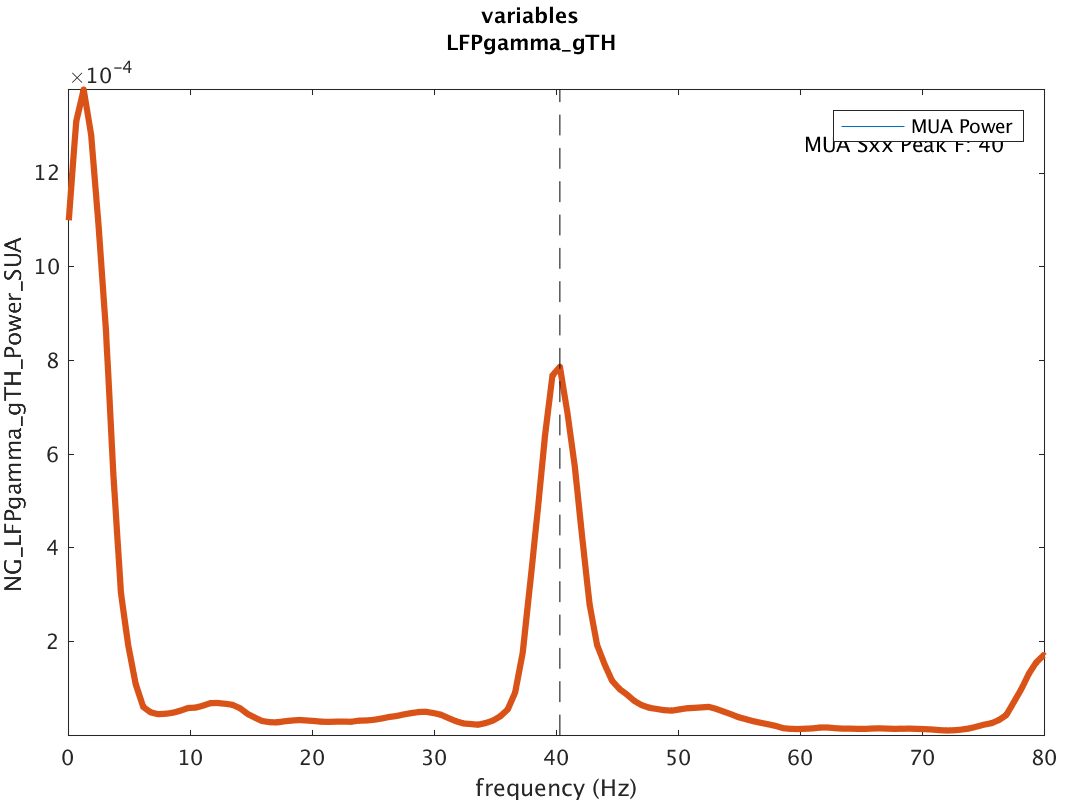 variables
LFPgamma_gTH
×10⁻⁴
MUA Power
MUA Sxx Peak F: 40
12
10
8
6
4
2
NG_LFPgamma_gTH_Power_SUA
0 10 20 30 40 50 60 70 80
frequency (Hz)